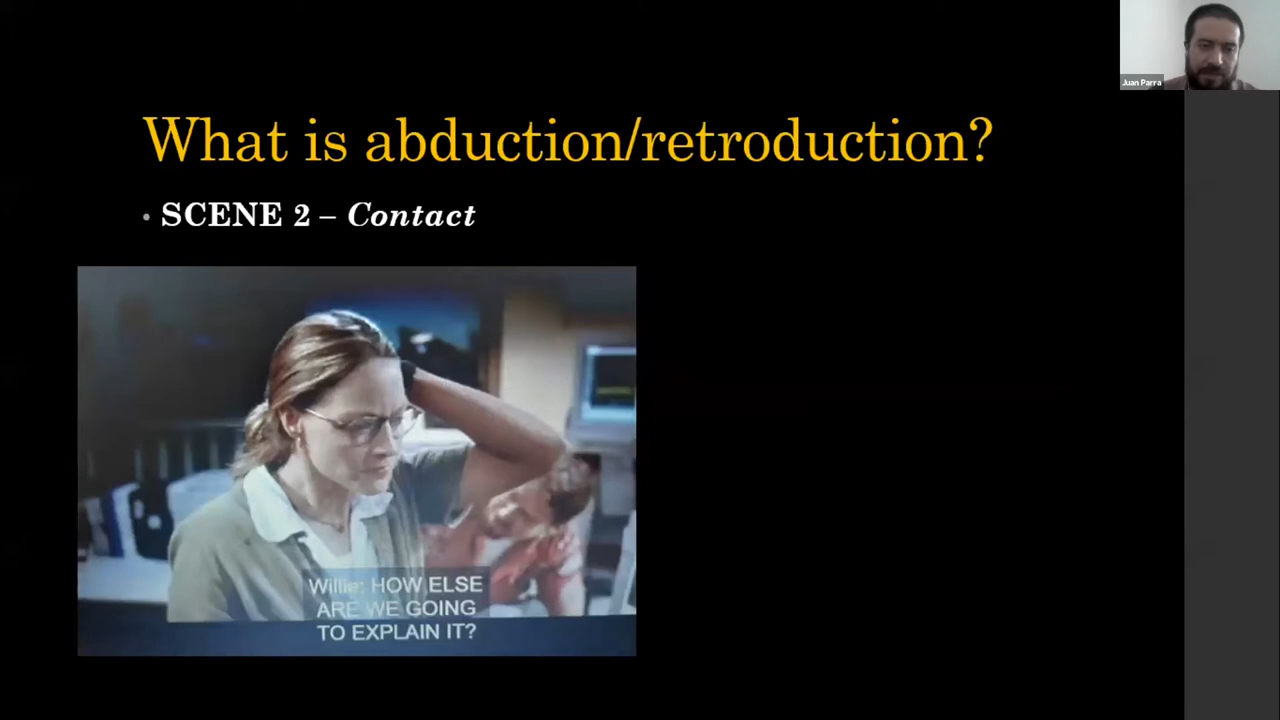 Juan Parra
What is abduction/retroduction?
• SCENE 2 – Contact
Willie: HOW ELSE
ARE WE GOING
TO EXPLAIN IT?